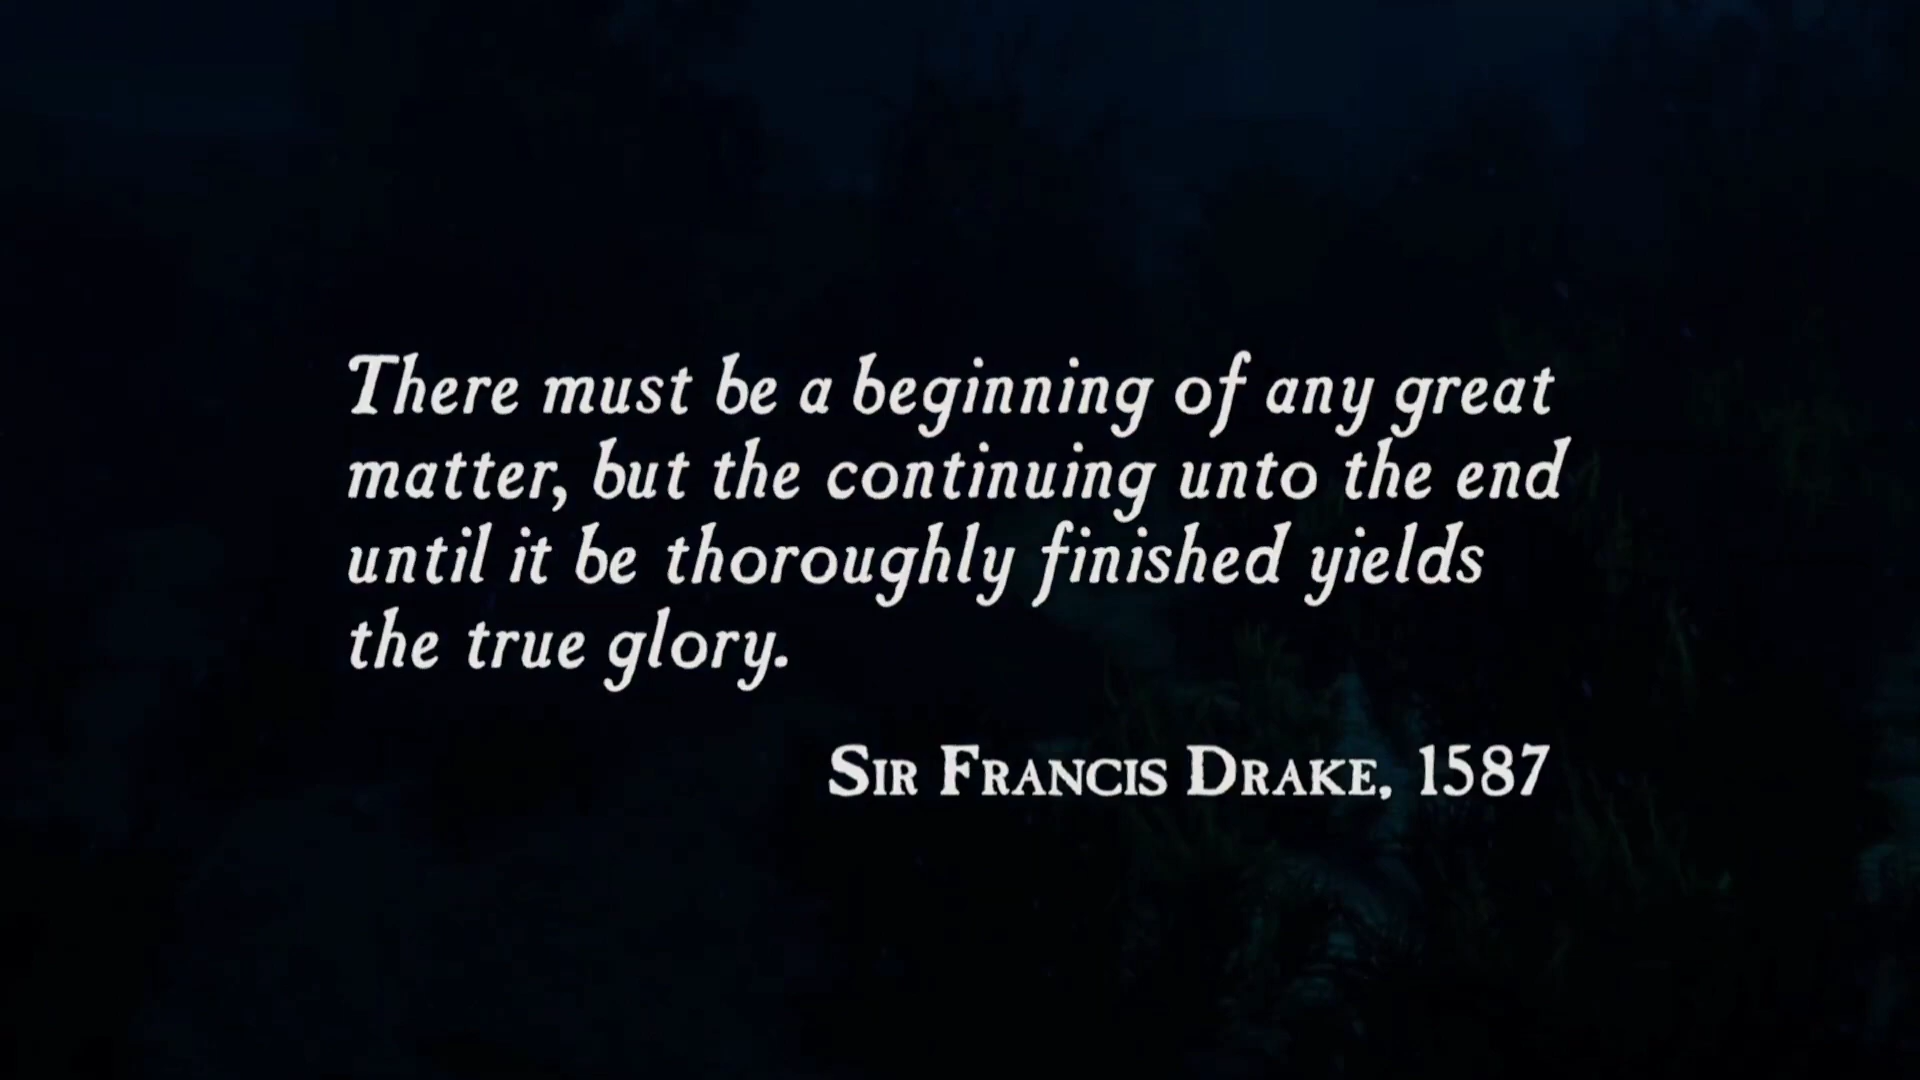 There must be a beginning of any great
matter, but the continuing unto the end
until it be thoroughly finished yields
the true glory.
Sir Francis Drake, 1587